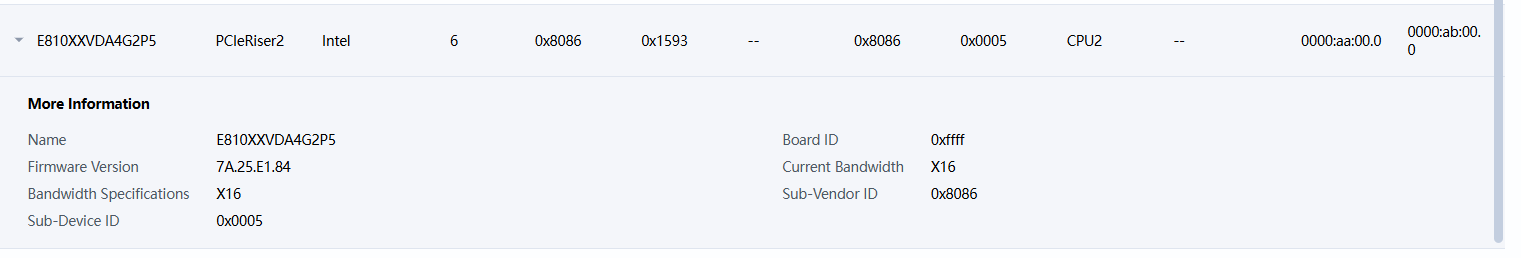 E810XXVDA4G2P5 PCIeRiser2 Intel 6 0x8086 0x1593 -- 0x8086 0x0005 CPU2 -- 0000:aa:00.0 0000:ab:00.
0
More Information
Name E810XXVDA4G2P5 Board ID 0xffff
Firmware Version 7A.25.E1.84 Current Bandwidth X16
Bandwidth Specifications X16 Sub-Vendor ID 0x8086
Sub-Device ID 0x0005